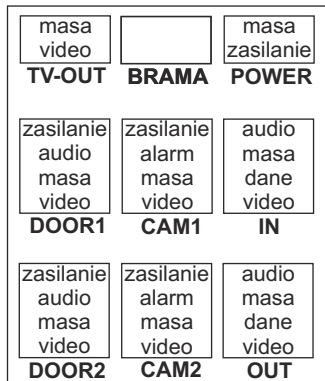 masa
video
TV-OUT
BRAMA
masa
zasilanie
POWER
zasilanie
audio
masa
video
DOOR1
zasilanie
alarm
masa
video
CAM1
audio
masa
dane
video
IN
zasilanie
audio
masa
video
DOOR2
zasilanie
alarm
masa
video
CAM2
audio
masa
dane
video
OUT